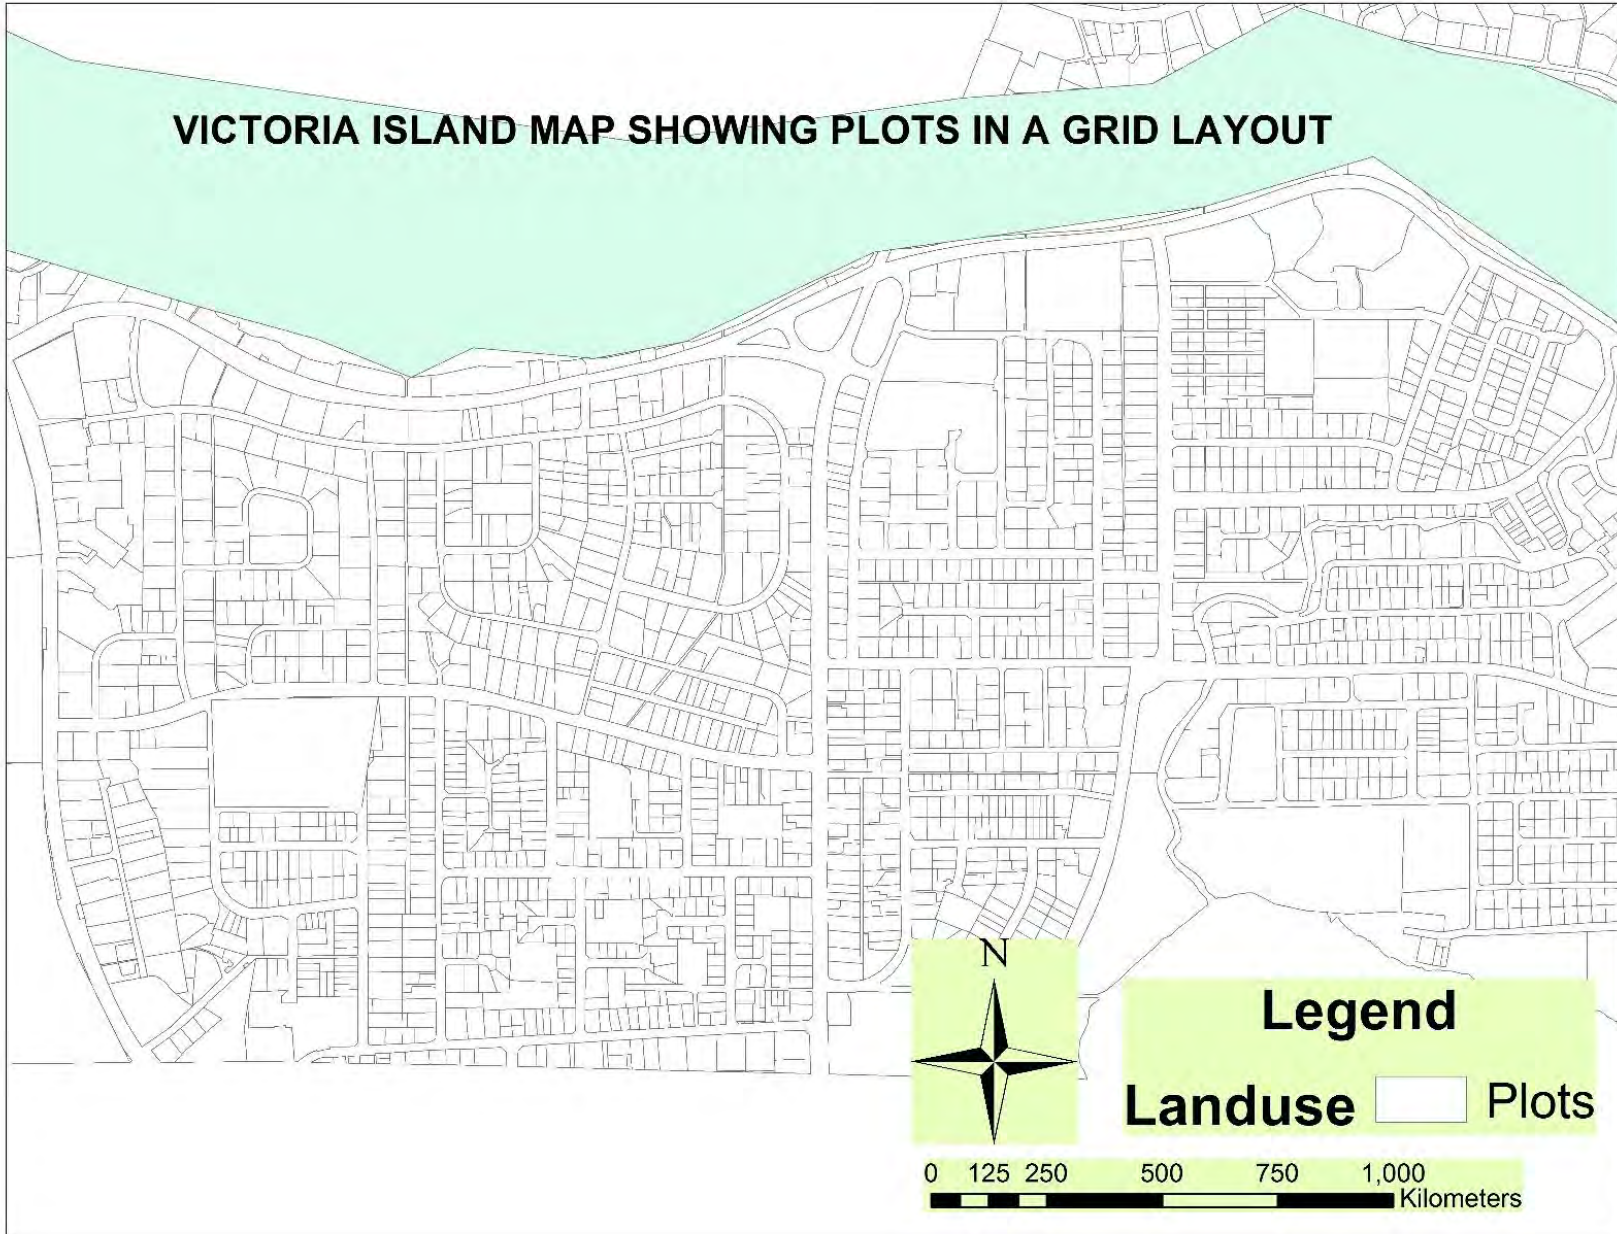 VICTORIA ISLAND MAP SHOWING PLOTS IN A GRID LAYOUT
N
Legend
Landuse Plots
0 125 250 500 750 1,000
Kilometers